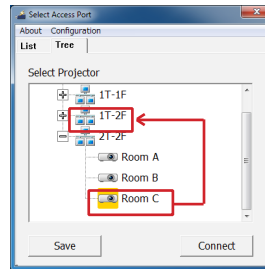 Select Access Port
About Configuration
List Tree
Select Projector
1T-1F
1T-2F
2T-2F
Room A
Room B
Room C
Save Connect